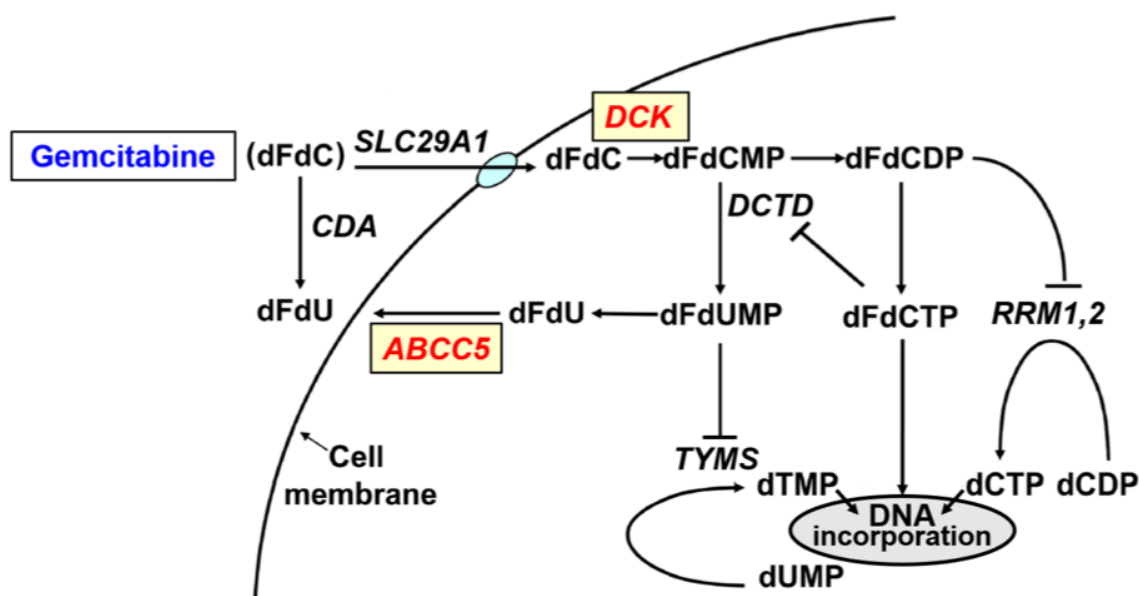 DCK
Gemcitabine (dFdC) SLC29A1 dFdC dFdCMP dFdCDP
CDA DCTD
dFdU dFdU dFdUMP dFdCTP RRM1,2
ABCC5
Cell
membrane
TYMS
dTMP dCTP dCDP
DNA
incorporation
dUMP